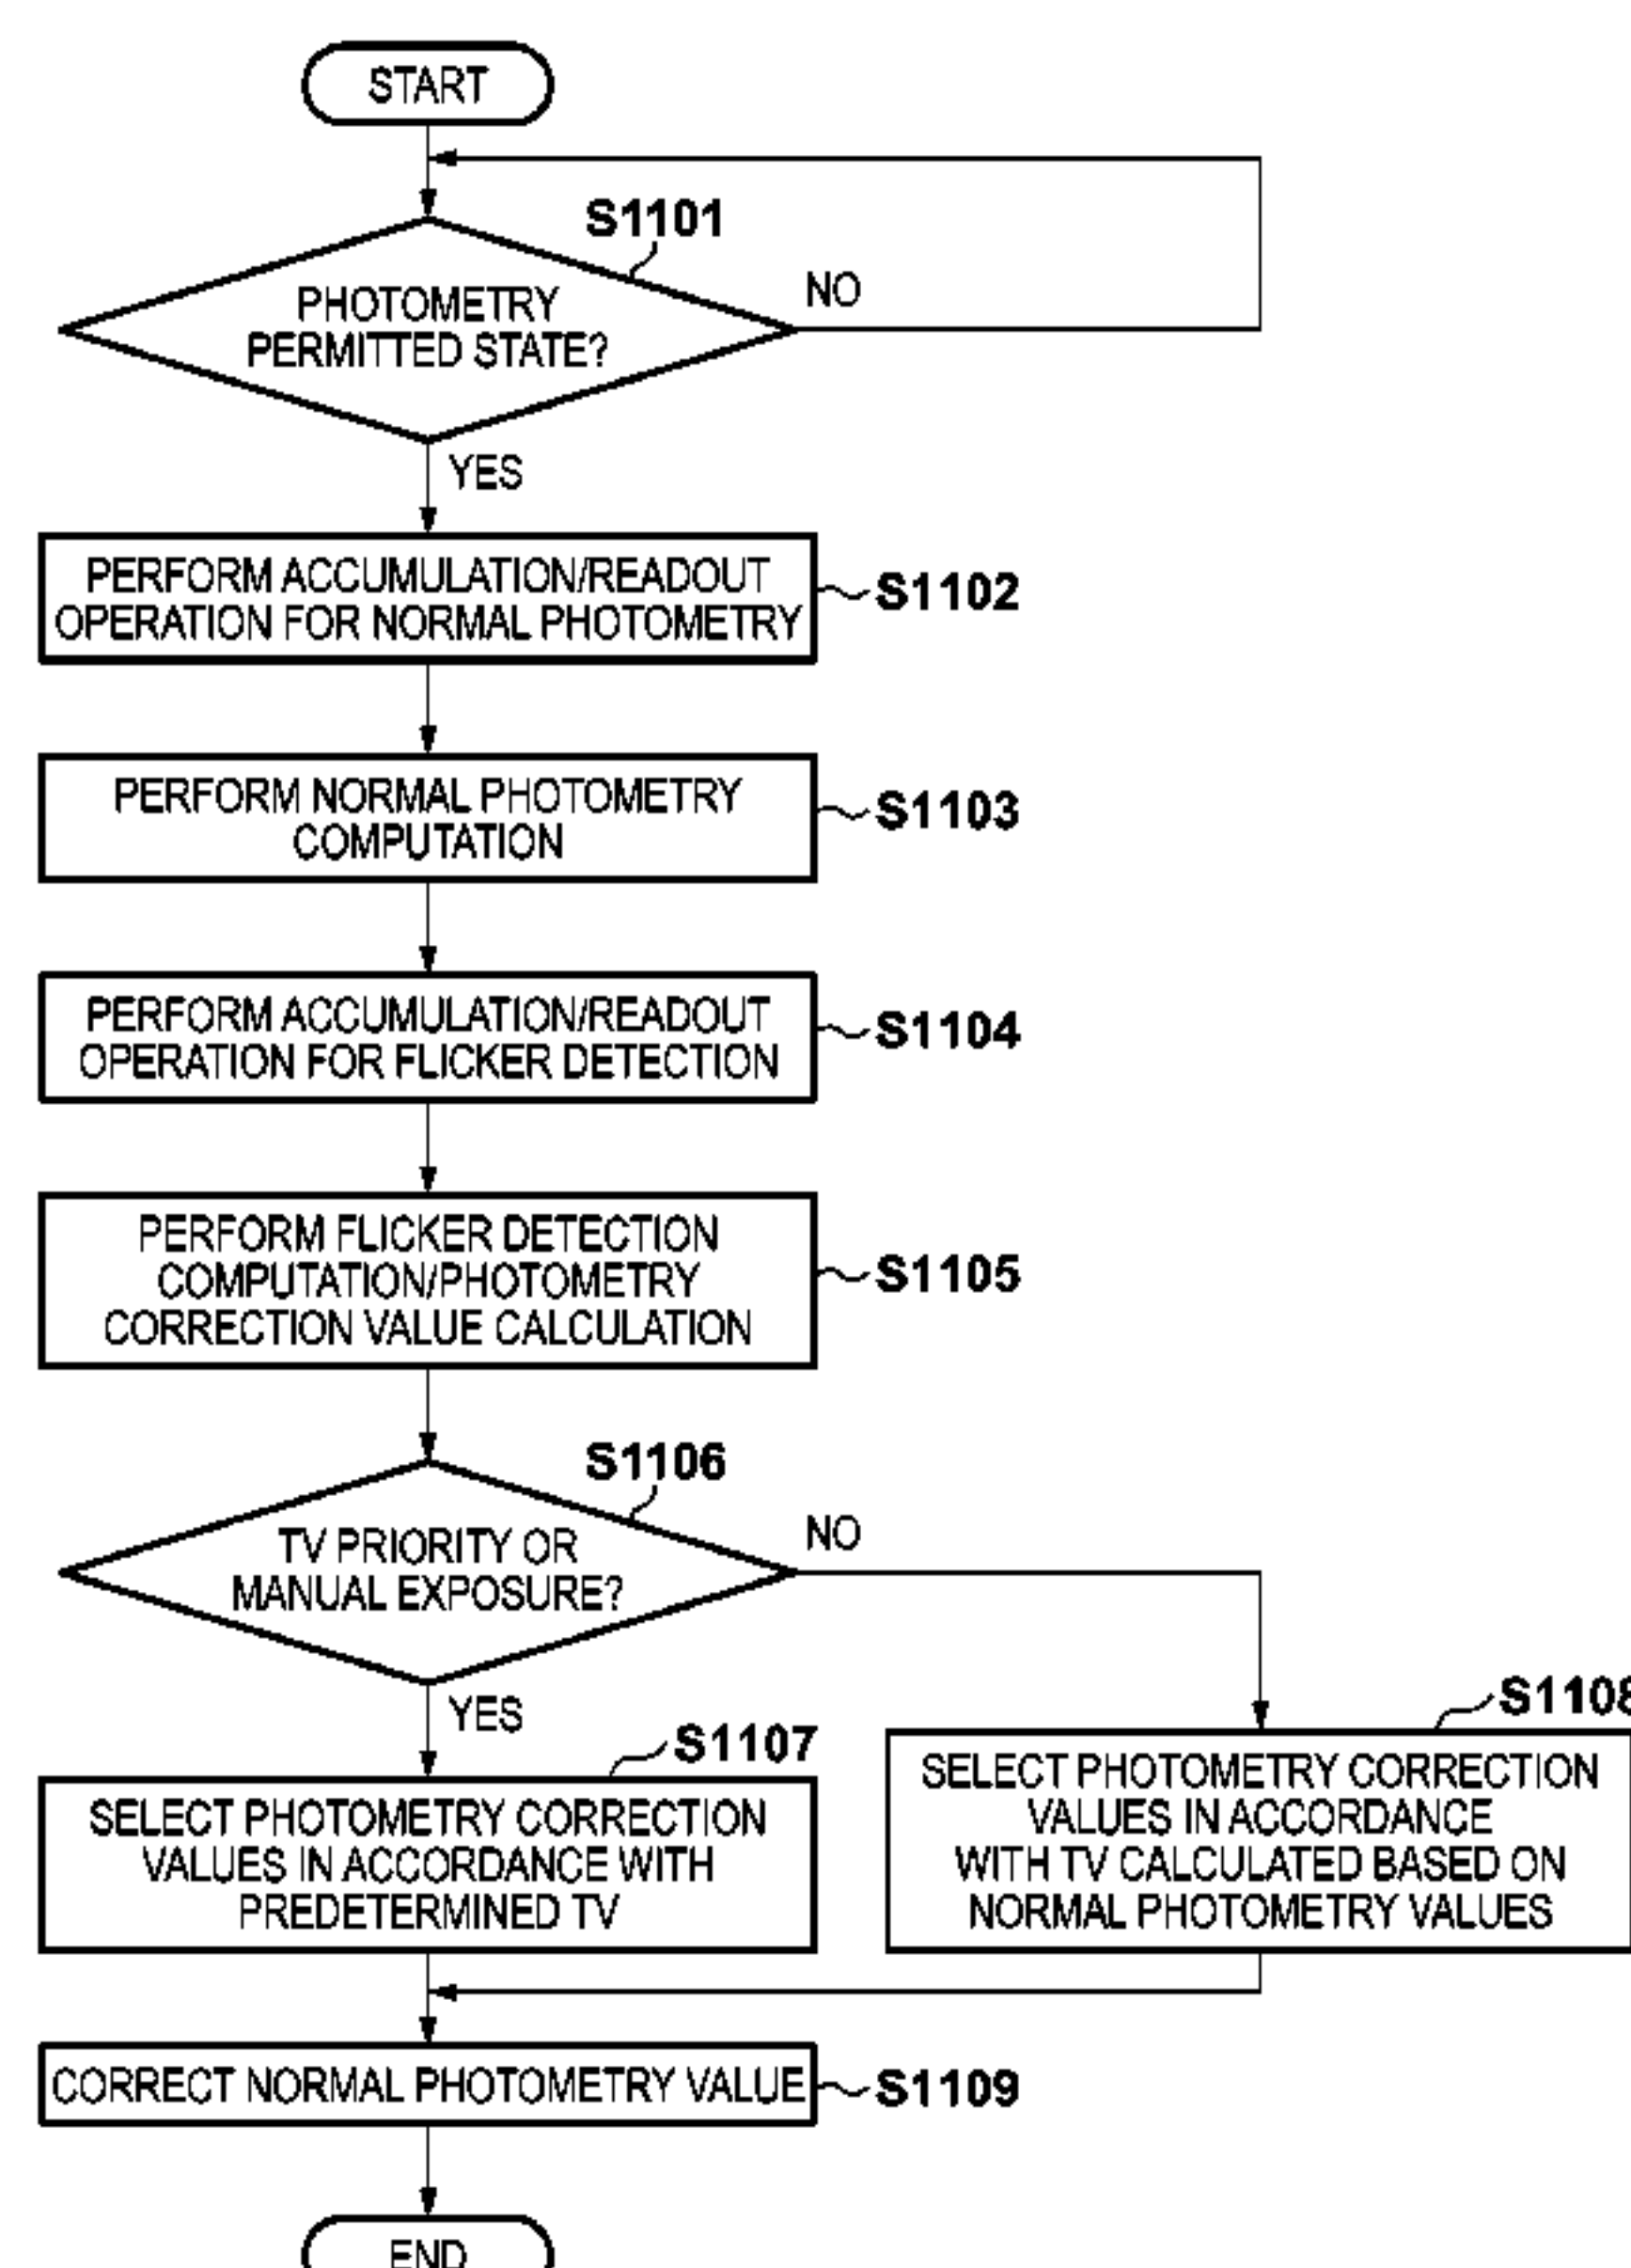 START
S1101
PHOTOMETRY
PERMITTED STATE?
NO
YES
PERFORM ACCUMULATION/READOUT
OPERATION FOR NORMAL PHOTOMETRY
S1102
PERFORM NORMAL PHOTOMETRY
COMPUTATION
S1103
PERFORM ACCUMULATION/READOUT
OPERATION FOR FLICKER DETECTION
S1104
PERFORM FLICKER DETECTION
COMPUTATION/PHOTOMETRY
CORRECTION VALUE CALCULATION
S1105
S1106
TV PRIORITY OR
MANUAL EXPOSURE?
NO
YES
S1107
SELECT PHOTOMETRY CORRECTION
VALUES IN ACCORDANCE WITH
PREDETERMINED TV
S1108
SELECT PHOTOMETRY CORRECTION
VALUES IN ACCORDANCE
WITH TV CALCULATED BASED ON
NORMAL PHOTOMETRY VALUES
CORRECT NORMAL PHOTOMETRY VALUE
S1109
END